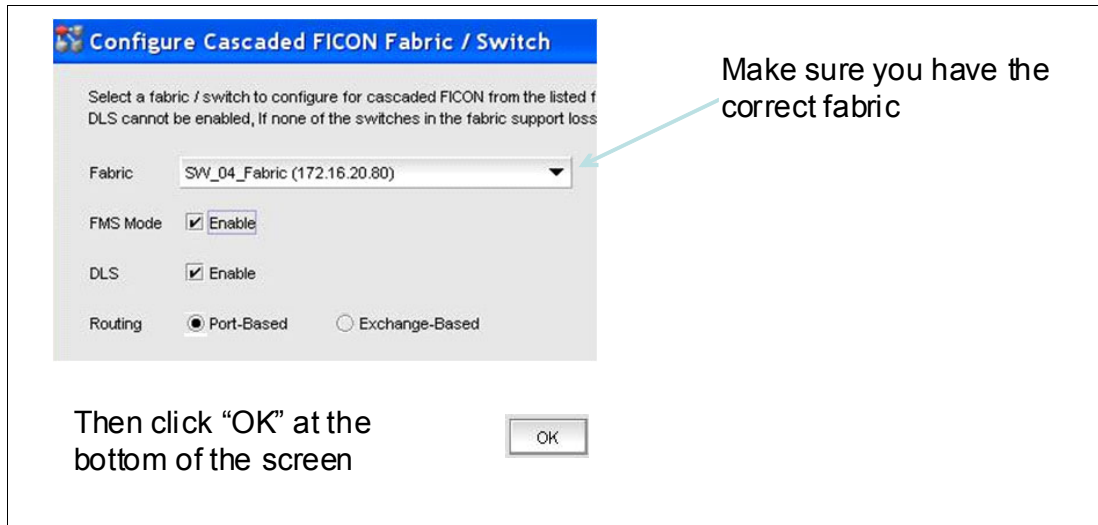 Configure Cascaded FICON Fabric / Switch
Select a fabric / switch to configure for cascaded FICON from the listed f
DLS cannot be enabled, If none of the switches in the fabric support loss
Fabric SW_04_Fabric (172.16.20.80)
FMS Mode Enable
DLS Enable
Routing Port-Based Exchange-Based
Make sure you have the
correct fabric
Then click “OK” at the
bottom of the screen
OK